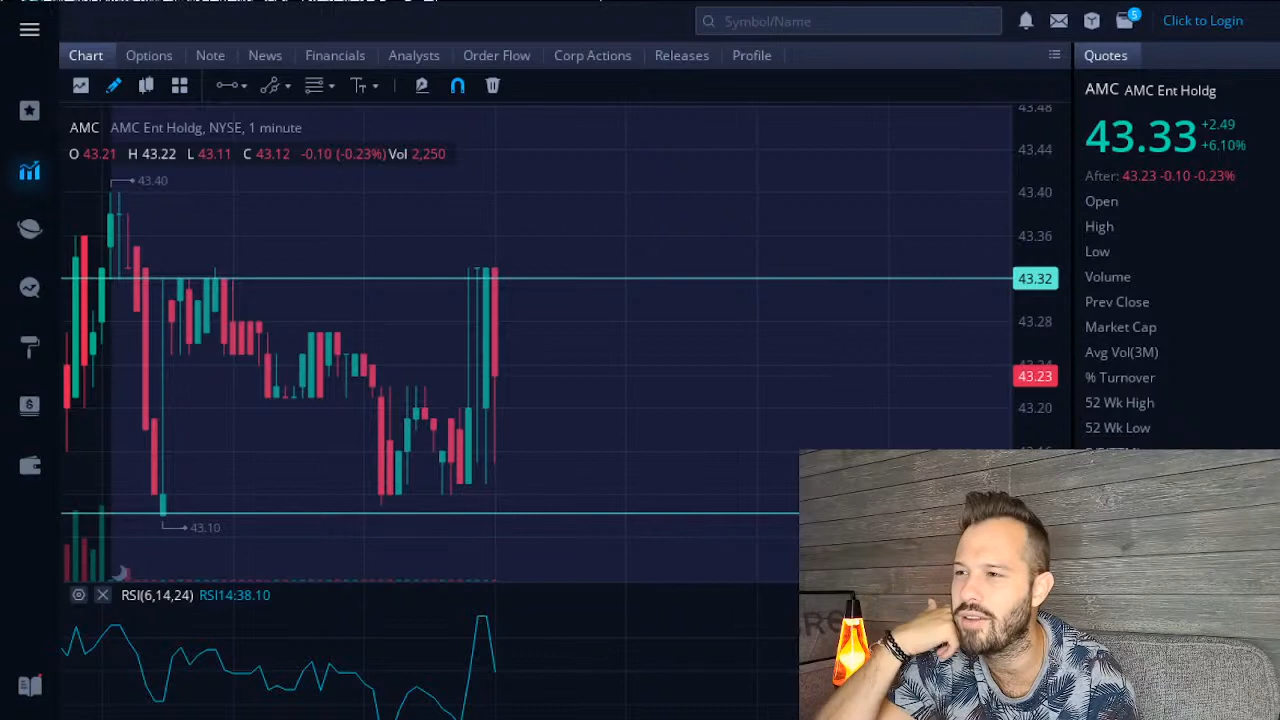 Symbol/Name
5
Click to Login
Chart Options Note News Financials Analysts Order Flow Corp Actions Releases Profile
Quotes
AMC AMC Ent Holdg, NYSE, 1 minute
O 43.21 H 43.22 L 43.11 C 43.12 -0.10 (-0.23%) Vol 2,250
43.40
43.10
43.48
43.44
43.40
43.36
43.32
43.28
43.24
43.23
43.20
AMC AMC Ent Holdg
43.33 +2.49
+6.10%
After: 43.23 -0.10 -0.23%
Open
High
Low
Volume
Prev Close
Market Cap
Avg Vol(3M)
% Turnover
52 Wk High
52 Wk Low
RSI(6,14,24) RSI14:38.10